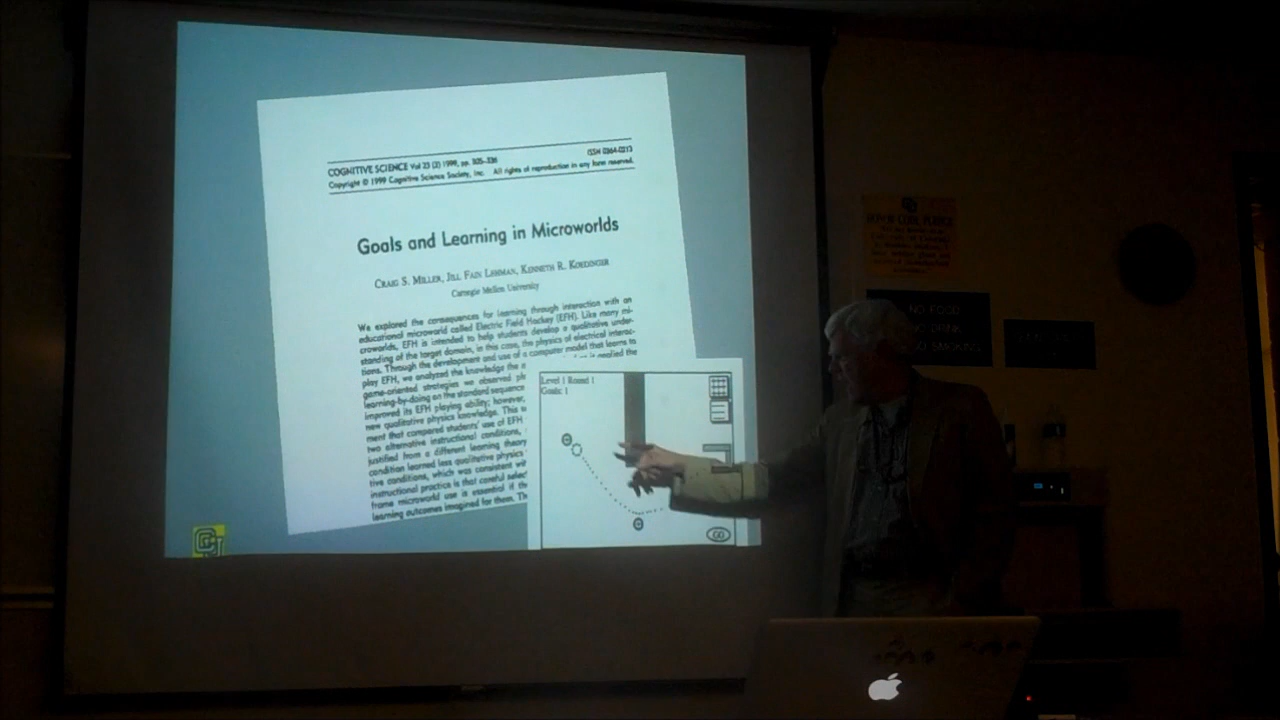 COGNITIVE SCIENCE Vol 23 (3) 1999, pp. 305–336 ISSN 0364-0213
Copyright © 1999 Cognitive Science Society, Inc. All rights of reproduction in any form reserved.
Goals and Learning in Microworlds
CRAIG S. MILLER, JILL FAIN LEHMAN, KENNETH R. KOEDINGER
Carnegie Mellon University
We explored the consequences for learning through interaction with an
educational microworld called Electric Field Hockey (EFH). Like many mi-
croworlds, EFH is intended to help students develop a qualitative under-
standing of the target domain, in this case, the physics of electrical interac-
tions. Through the development and use of a computer model that learns to
play EFH, we analyzed the knowledge the
game-oriented strategies we observed
learning-by-doing on the standard sequence
improved its EFH playing ability; however,
new qualitative physics knowledge. This
ment that compared students' use of EFH
two alternative instructional conditions,
justified from a different learning theory
condition learned less qualitative physics
tive conditions, which was consistent
instructional practice is that careful
frame microworld use is essential if
learning outcomes imagined for them.
Level 1 Round 1
Goals: 1
GO
NO FOOD
NO DRINK
NO SMOKING